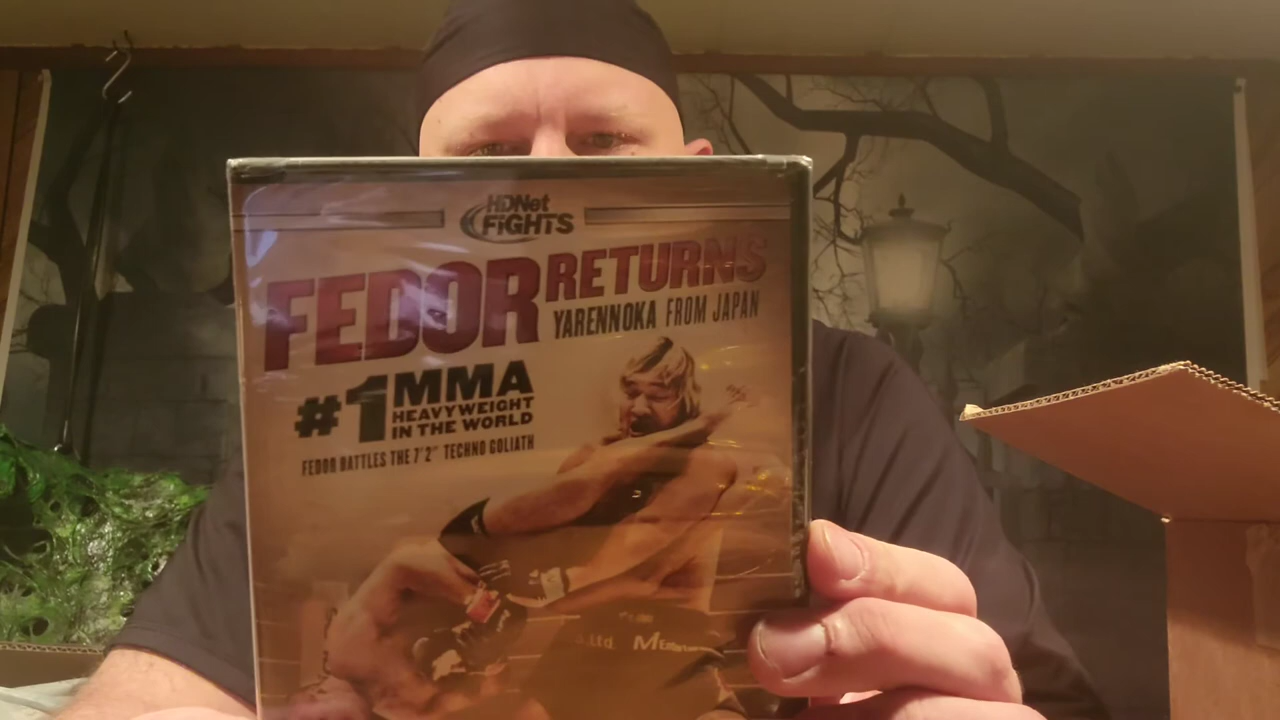 HDNet
FiGHTS
FEDOR RETURNS
YARENNOKA FROM JAPAN
#1 MMA
HEAVYWEIGHT
IN THE WORLD
FEDOR BATTLES THE 7'2" TECHNO GOLIATH
Ltd.